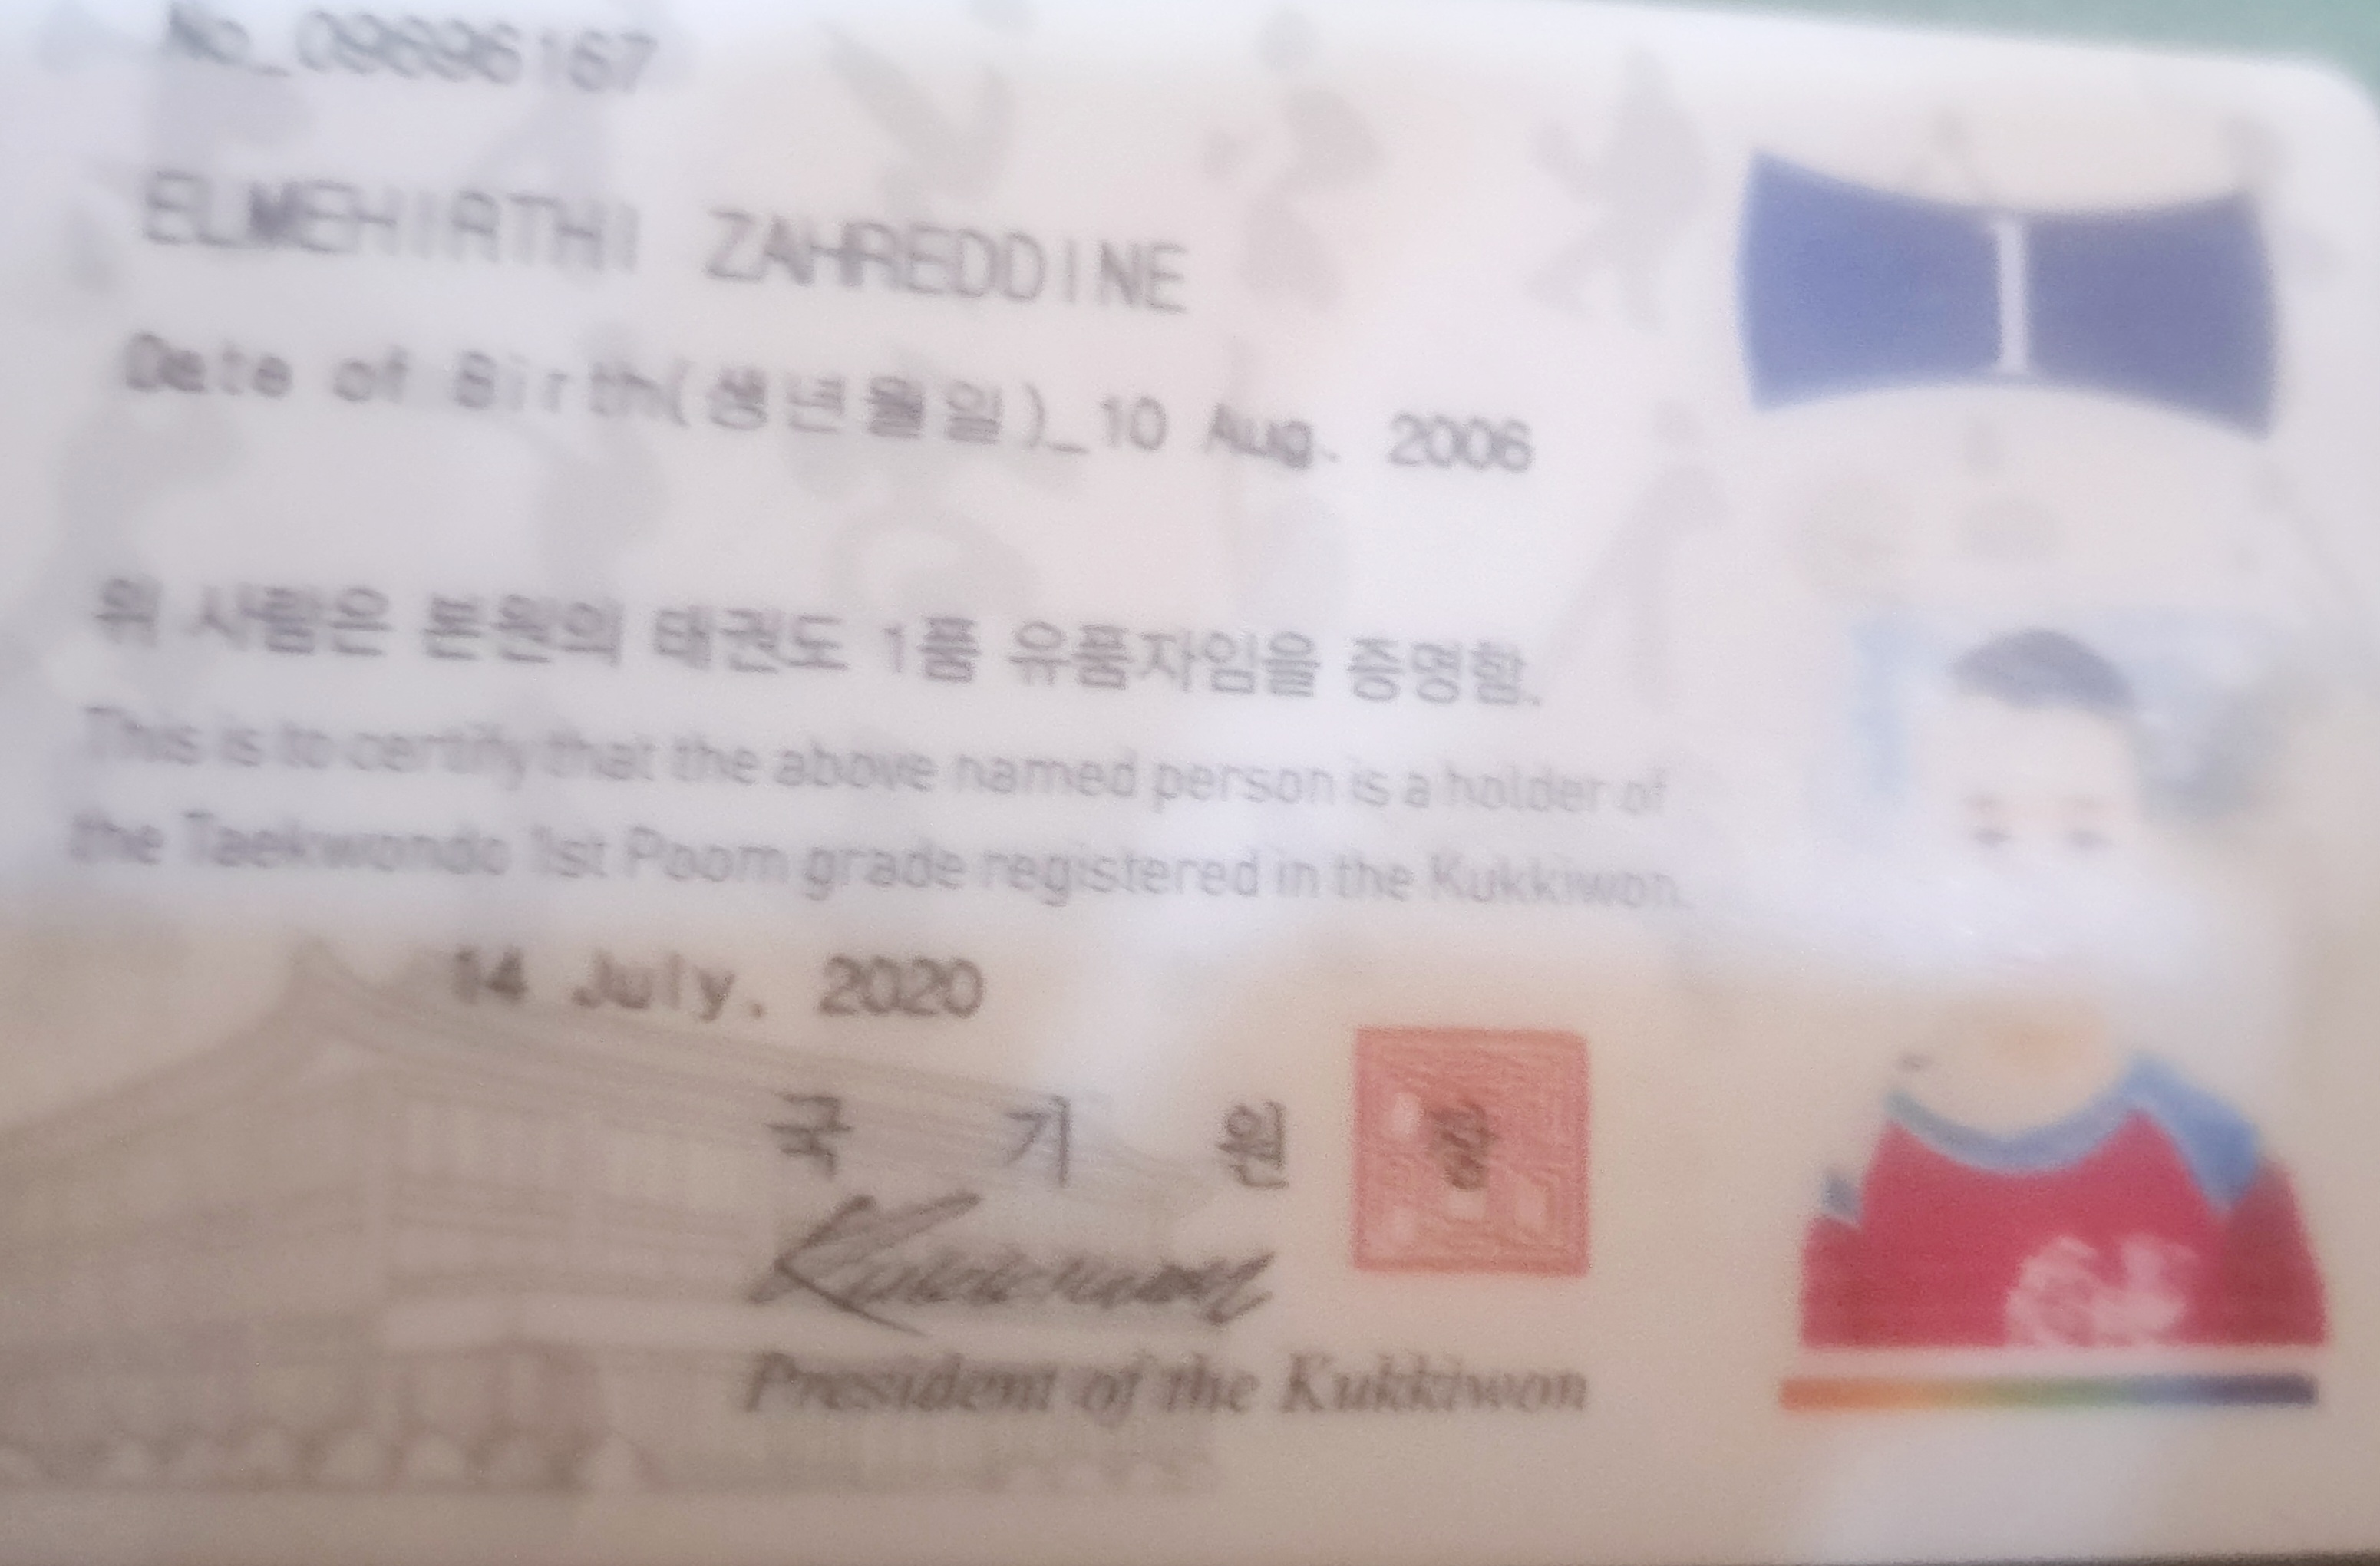 No_09696167
ELMEHIRTHI ZAHREDDINE
Date of Birth(생년월일)_10 Aug. 2006
위 사람은 본원의 태권도 1품 유품자임을 증명함.
This is to certify that the above named person is a holder of
the Taekwondo 1st Poom grade registered in the Kukkiwon.
14 July. 2020
국 기 원 장
Kukkiwon
President of the Kukkiwon